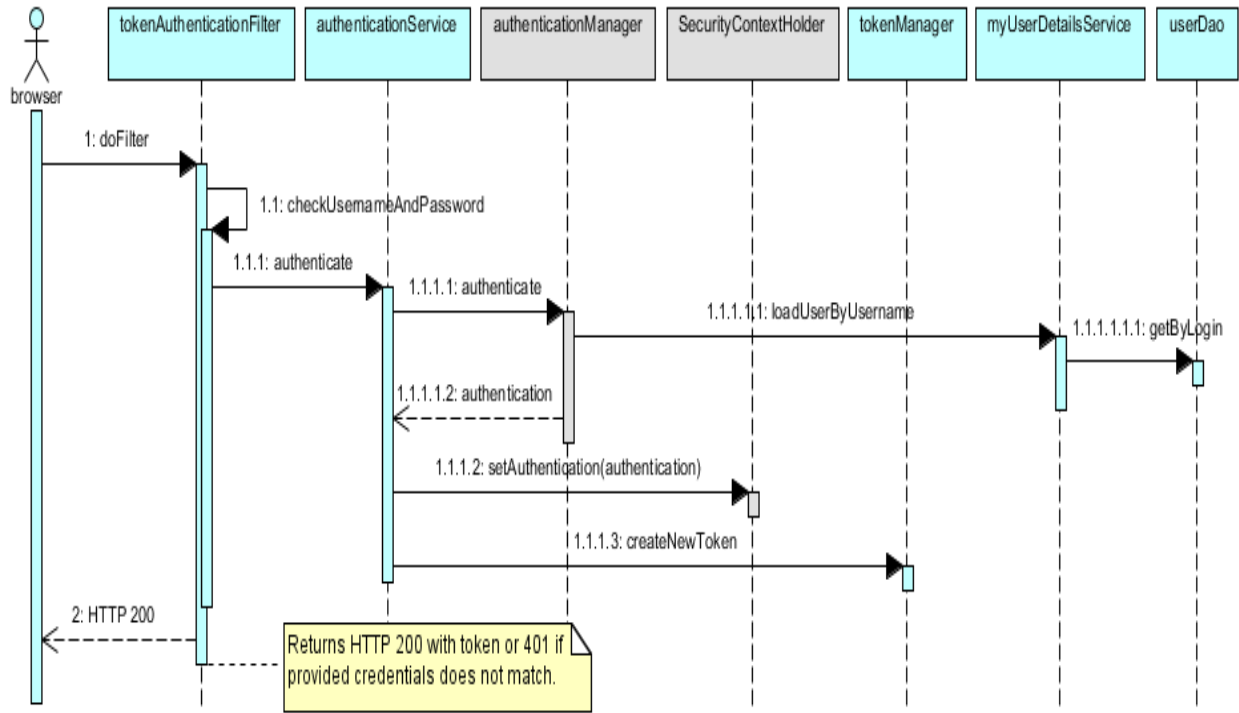 tokenAuthenticationFilter
authenticationService
authenticationManager
SecurityContextHolder
tokenManager
myUserDetailsService
userDao
browser
1: doFilter
1.1: checkUsernameAndPassword
1.1.1: authenticate
1.1.1.1: authenticate
1.1.1.1.1: loadUserByUsername
1.1.1.1.1.1: getByLogin
1.1.1.1.2: authentication
1.1.1.2: setAuthentication(authentication)
1.1.1.3: createNewToken
2: HTTP 200
Returns HTTP 200 with token or 401 if
provided credentials does not match.